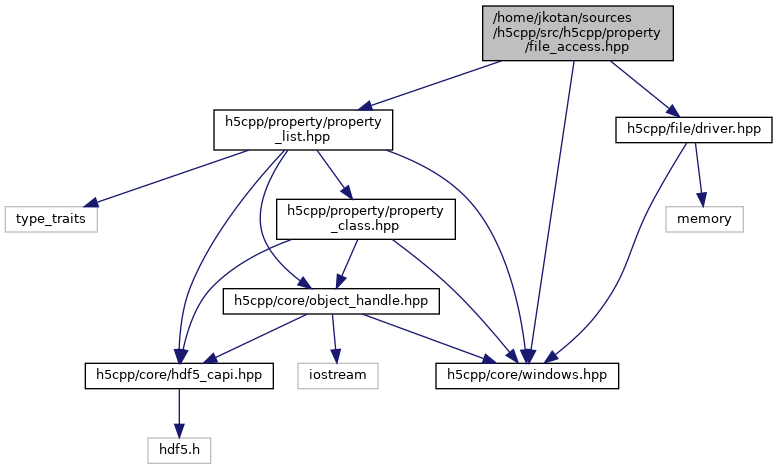 /home/jkotan/sources
/h5cpp/src/h5cpp/property
/file_access.hpp
h5cpp/property/property
_list.hpp
h5cpp/file/driver.hpp
type_traits
h5cpp/property/property
_class.hpp
memory
h5cpp/core/object_handle.hpp
h5cpp/core/hdf5_capi.hpp
iostream
h5cpp/core/windows.hpp
hdf5.h